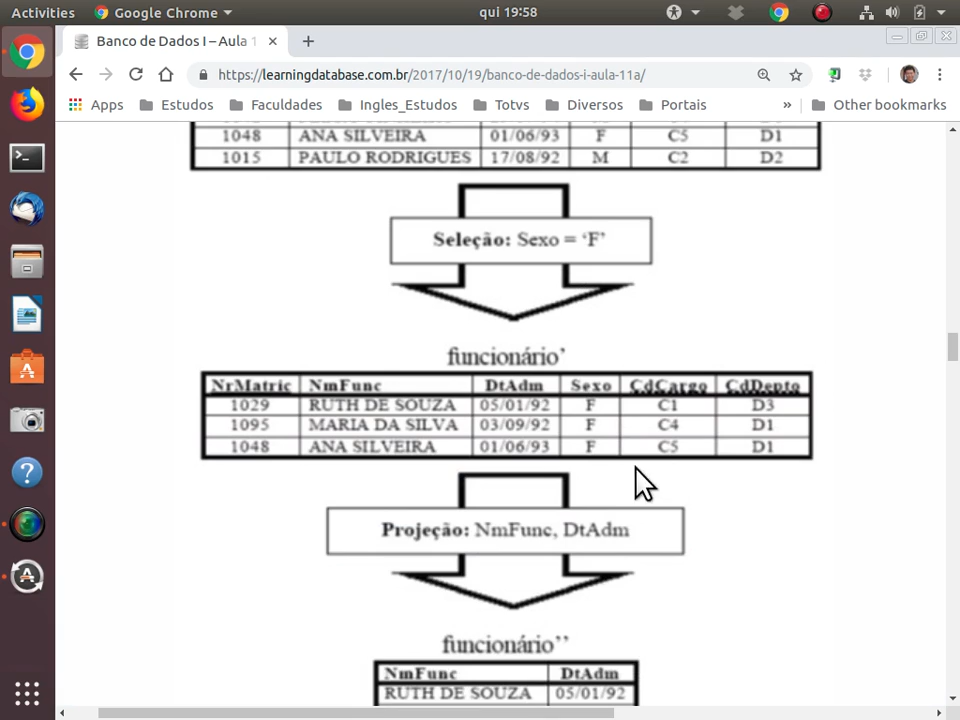 Activities Google Chrome qui 19:58
Banco de Dados I – Aula 1
https://learningdatabase.com.br/2017/10/19/banco-de-dados-i-aula-11a/
Apps Estudos Faculdades Ingles_Estudos Totvs Diversos Portais » Other bookmarks
1048 ANA SILVEIRA 01/06/93 F C5 D1
1015 PAULO RODRIGUES 17/08/92 M C2 D2
Seleção: Sexo = ‘F’
funcionário’
NrMatric NmFunc DtAdm Sexo CdCargo CdDepto
1029 RUTH DE SOUZA 05/01/92 F C1 D3
1095 MARIA DA SILVA 03/09/92 F C4 D1
1048 ANA SILVEIRA 01/06/93 F C5 D1
Projeção: NmFunc, DtAdm
funcionário’’
NmFunc DtAdm
RUTH DE SOUZA 05/01/92